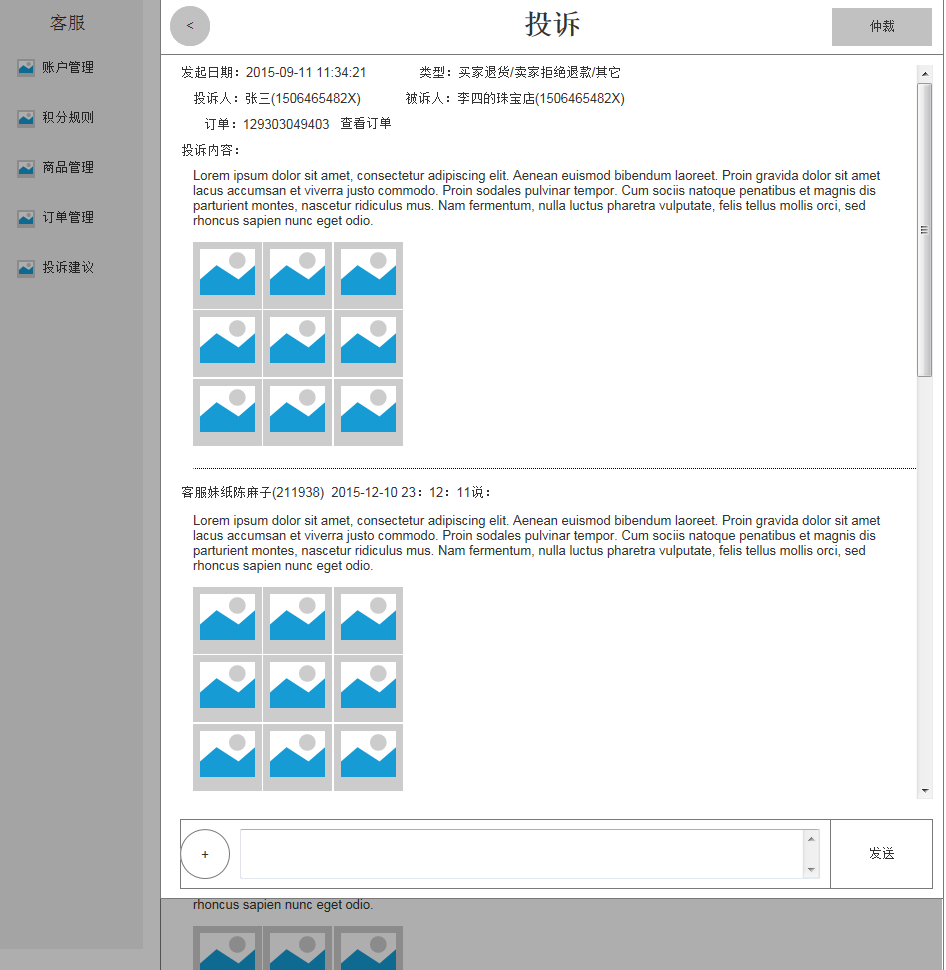 客服
账户管理
积分规则
商品管理
订单管理
投诉建议
<
投诉
仲裁
发起日期：2015-09-11 11:34:21 类型：买家退货/卖家拒绝退款/其它
投诉人：张三(1506465482X) 被诉人：李四的珠宝店(1506465482X)
订单：129303049403 查看订单
投诉内容：
Lorem ipsum dolor sit amet, consectetur adipiscing elit. Aenean euismod bibendum laoreet. Proin gravida dolor sit amet
lacus accumsan et viverra justo commodo. Proin sodales pulvinar tempor. Cum sociis natoque penatibus et magnis dis
parturient montes, nascetur ridiculus mus. Nam fermentum, nulla luctus pharetra vulputate, felis tellus mollis orci, sed
rhoncus sapien nunc eget odio.
客服妹纸陈麻子(211938) 2015-12-10 23：12：11说：
Lorem ipsum dolor sit amet, consectetur adipiscing elit. Aenean euismod bibendum laoreet. Proin gravida dolor sit amet
lacus accumsan et viverra justo commodo. Proin sodales pulvinar tempor. Cum sociis natoque penatibus et magnis dis
parturient montes, nascetur ridiculus mus. Nam fermentum, nulla luctus pharetra vulputate, felis tellus mollis orci, sed
rhoncus sapien nunc eget odio.
+
发送
rhoncus sapien nunc eget odio.